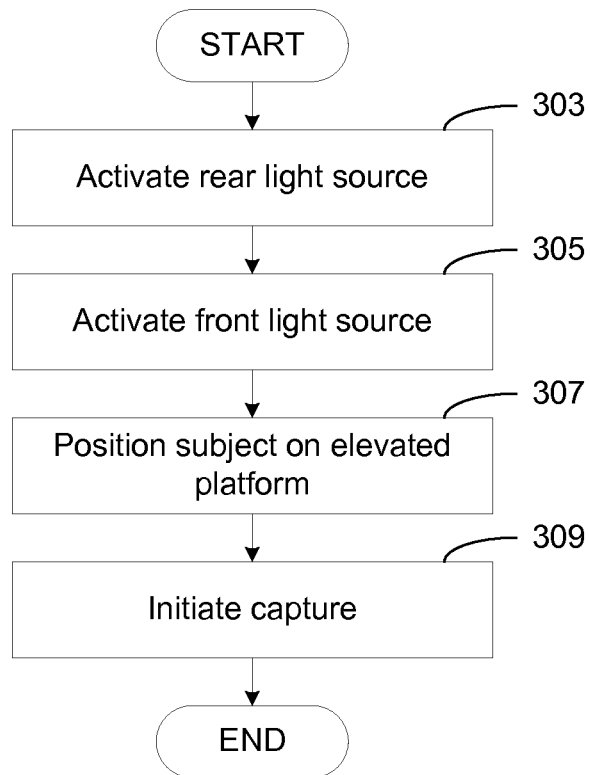 START
303
Activate rear light source
305
Activate front light source
307
Position subject on elevated
platform
309
Initiate capture
END